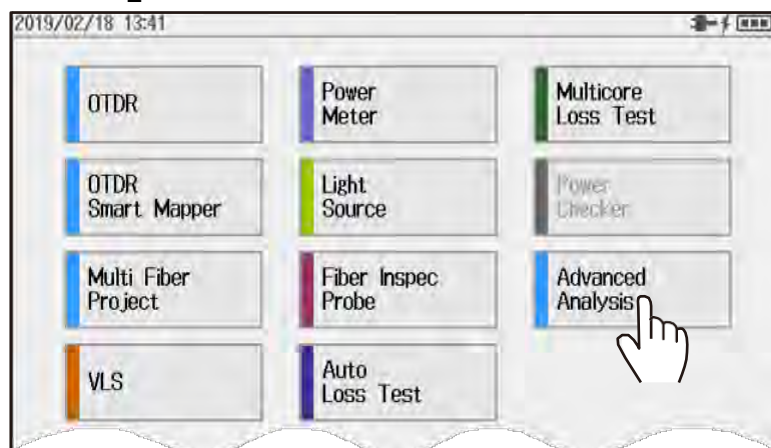 2019/02/18 13:41
OTDR
Power
Meter
Multicore
Loss Test
OTDR
Smart Mapper
Light
Source
Power
Checker
Multi Fiber
Project
Fiber Inspec
Probe
Advanced
Analysis
VLS
Auto
Loss Test